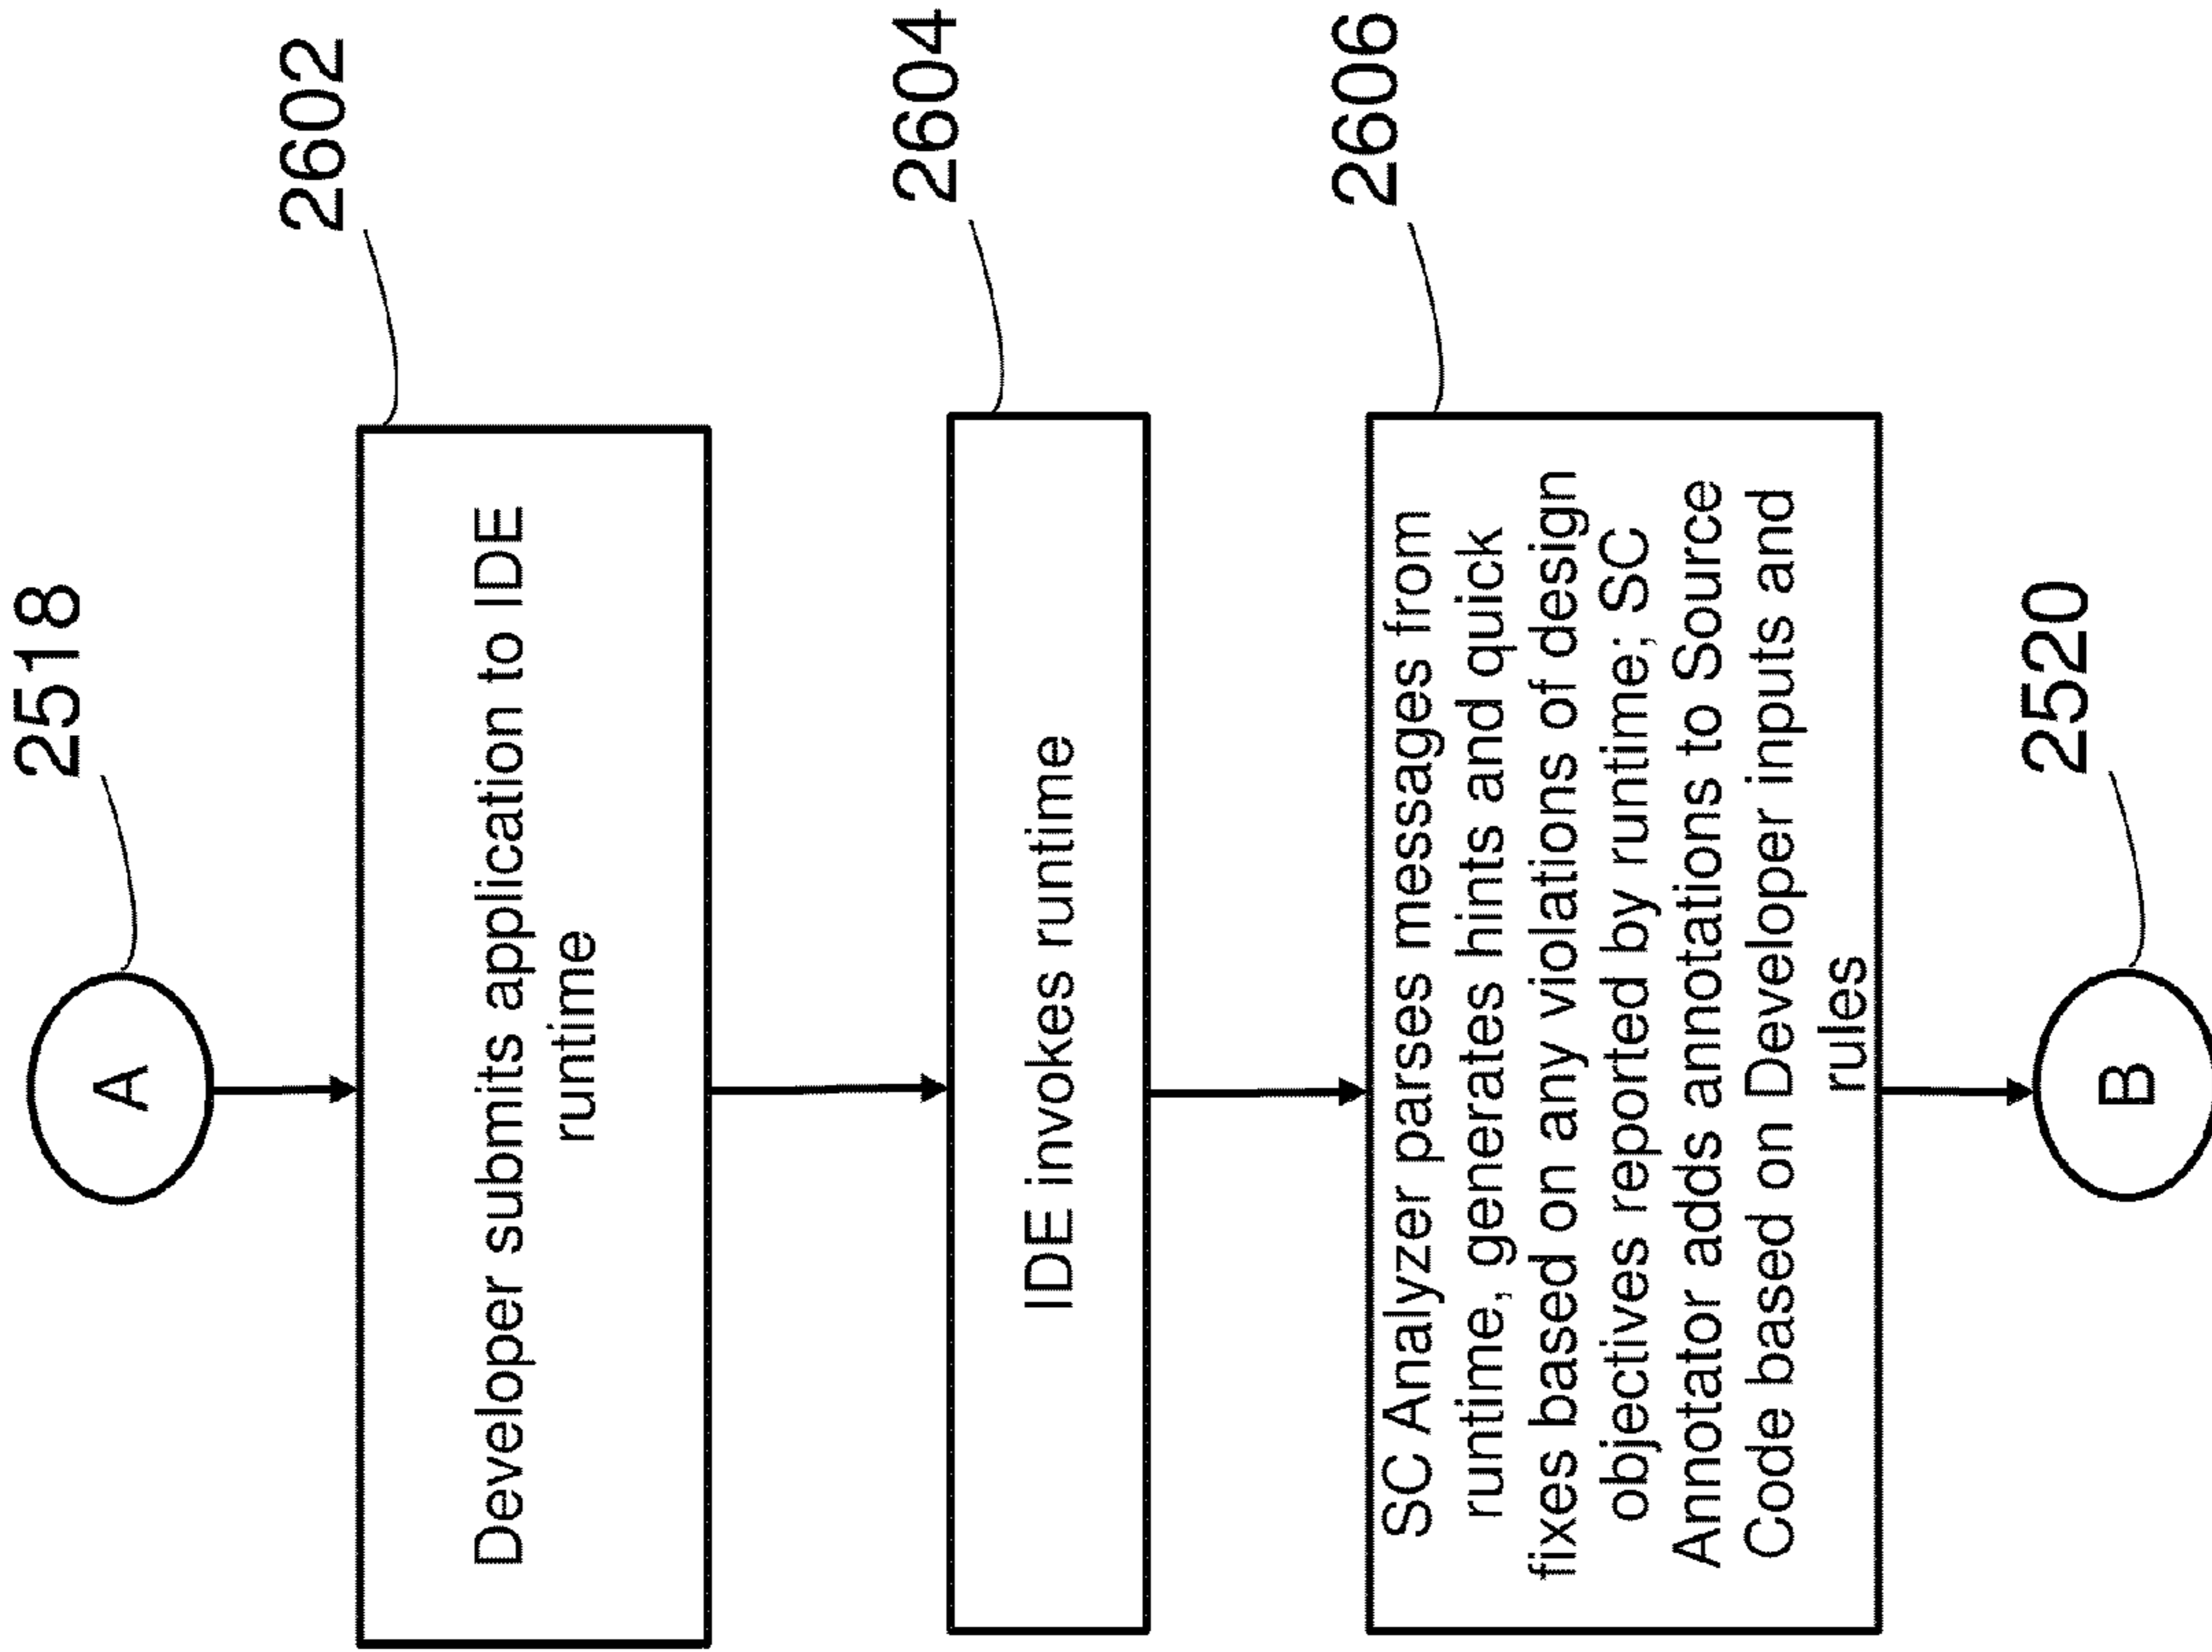 2518
A
2602
Developer submits application to IDE
runtime
2604
IDE invokes runtime
2606
SC Analyzer parses messages from
runtime, generates hints and quick
fixes based on any violations of design
objectives reported by runtime; SC
Annotator adds annotations to Source
Code based on Developer inputs and
rules
2520
B